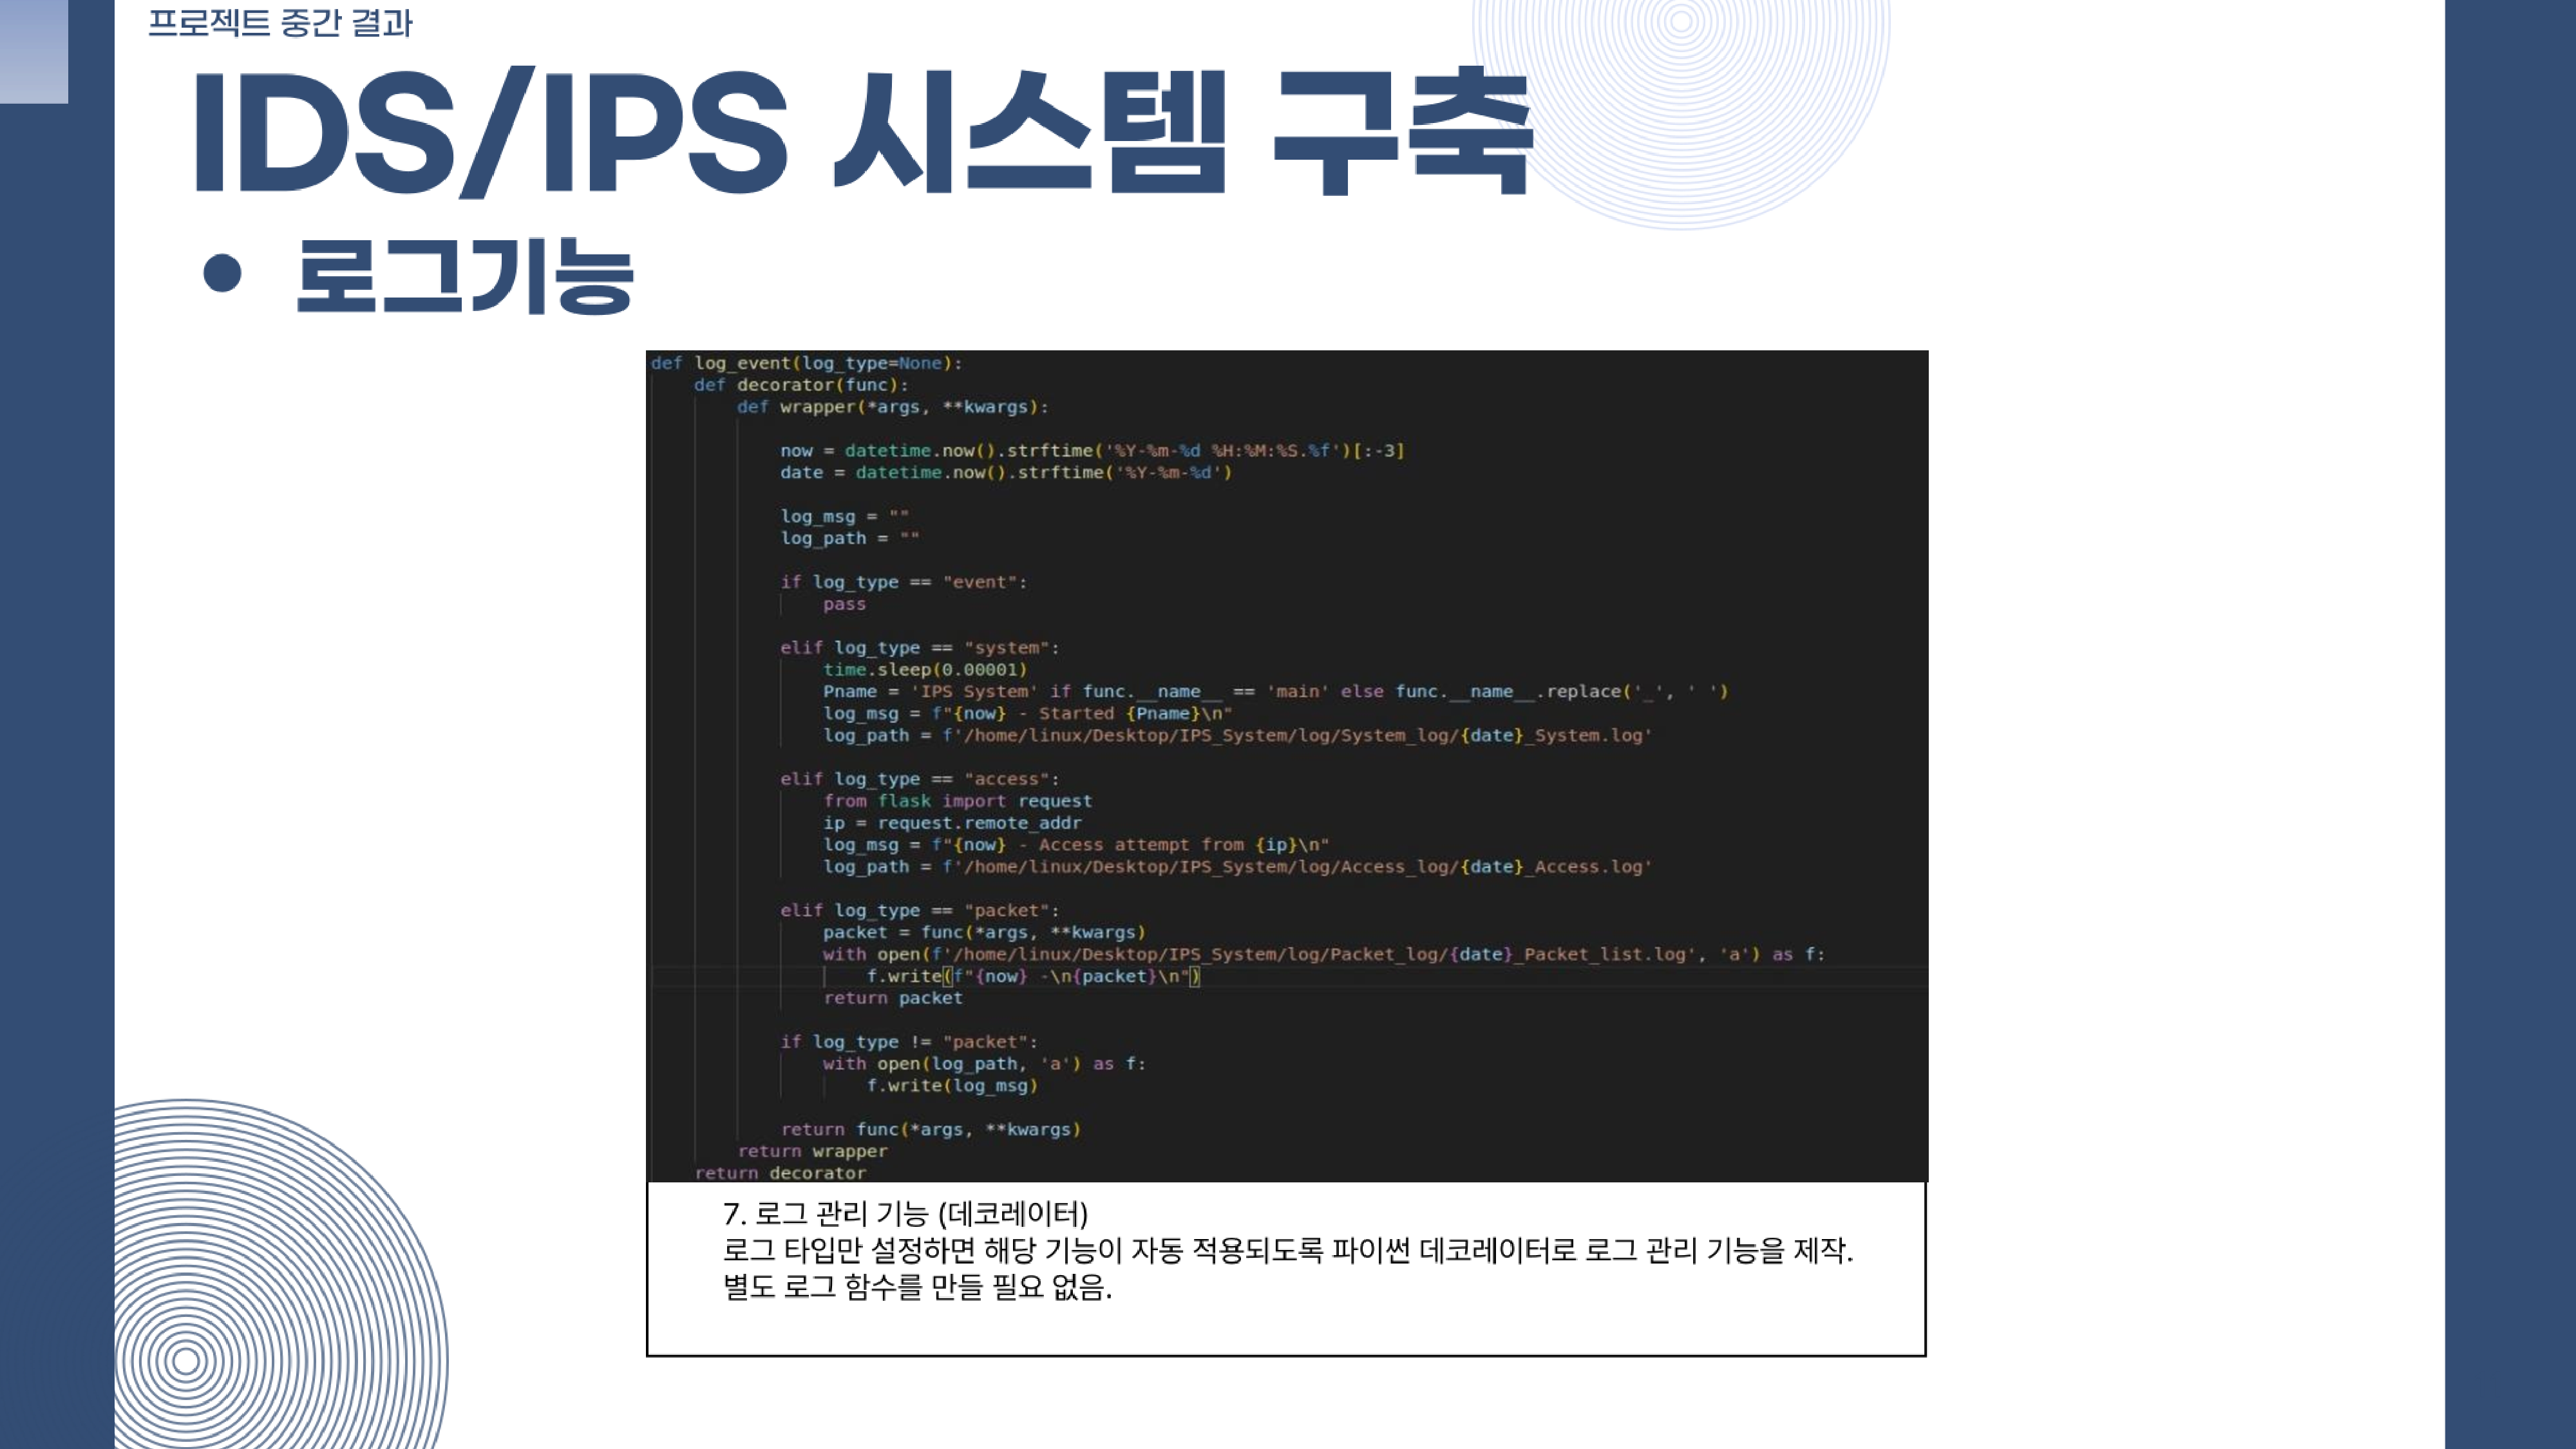 프로젝트 중간 결과
IDS/IPS 시스템 구축
• 로그기능
def log_event(log_type=None):
    def decorator(func):
        def wrapper(*args, **kwargs):
            now = datetime.now().strftime('%Y-%m-%d %H:%M:%S.%f')[:-3]
            date = datetime.now().strftime('%Y-%m-%d')
            log_msg = ""
            log_path = ""
            if log_type == "event":
                pass
            elif log_type == "system":
                time.sleep(0.00001)
                Pname = 'IPS System' if func.__name__ == 'main' else func.__name__.replace('_', ' ')
                log_msg = f"{now} - Started {Pname}\n"
                log_path = f'/home/linux/Desktop/IPS_System/log/System_log/{date}_System.log'
            elif log_type == "access":
                from flask import request
                ip = request.remote_addr
                log_msg = f"{now} - Access attempt from {ip}\n"
                log_path = f'/home/linux/Desktop/IPS_System/log/Access_log/{date}_Access.log'
            elif log_type == "packet":
                packet = func(*args, **kwargs)
                with open(f'/home/linux/Desktop/IPS_System/log/Packet_log/{date}_Packet_list.log', 'a') as f:
                    f.write(f"{now} -\n{packet}\n")
                return packet
            if log_type != "packet":
                with open(log_path, 'a') as f:
                    f.write(log_msg)
            return func(*args, **kwargs)
        return wrapper
    return decorator
7. 로그 관리 기능 (데코레이터)
로그 타입만 설정하면 해당 기능이 자동 적용되도록 파이썬 데코레이터로 로그 관리 기능을 제작.
별도 로그 함수를 만들 필요 없음.